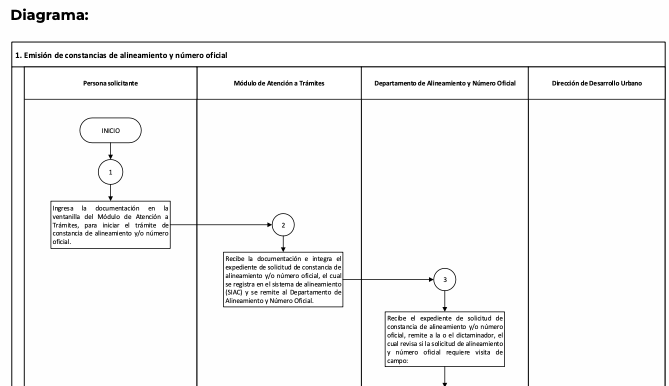 Diagrama:
1. Emisión de constancias de alineamiento y número oficial
Persona solicitante
Módulo de Atención a Trámites
Departamento de Alineamiento y Número Oficial
Dirección de Desarrollo Urbano
INICIO
1
Ingresa la documentación en la
ventanilla del Módulo de Atención a
Trámites, para iniciar el trámite de
constancia de alineamiento y/o número
oficial.
2
Recibe la documentación e integra el
expediente de solicitud de constancia de
alineamiento y/o número oficial, el cual
se registra en el sistema de alineamiento
(SIAC) y se remite al Departamento de
Alineamiento y Número Oficial.
3
Recibe el expediente de solicitud de
constancia de alineamiento y/o número
oficial, remite a la o el dictaminador, el
cual revisa si la solicitud de alineamiento
y número oficial requiere visita de
campo: